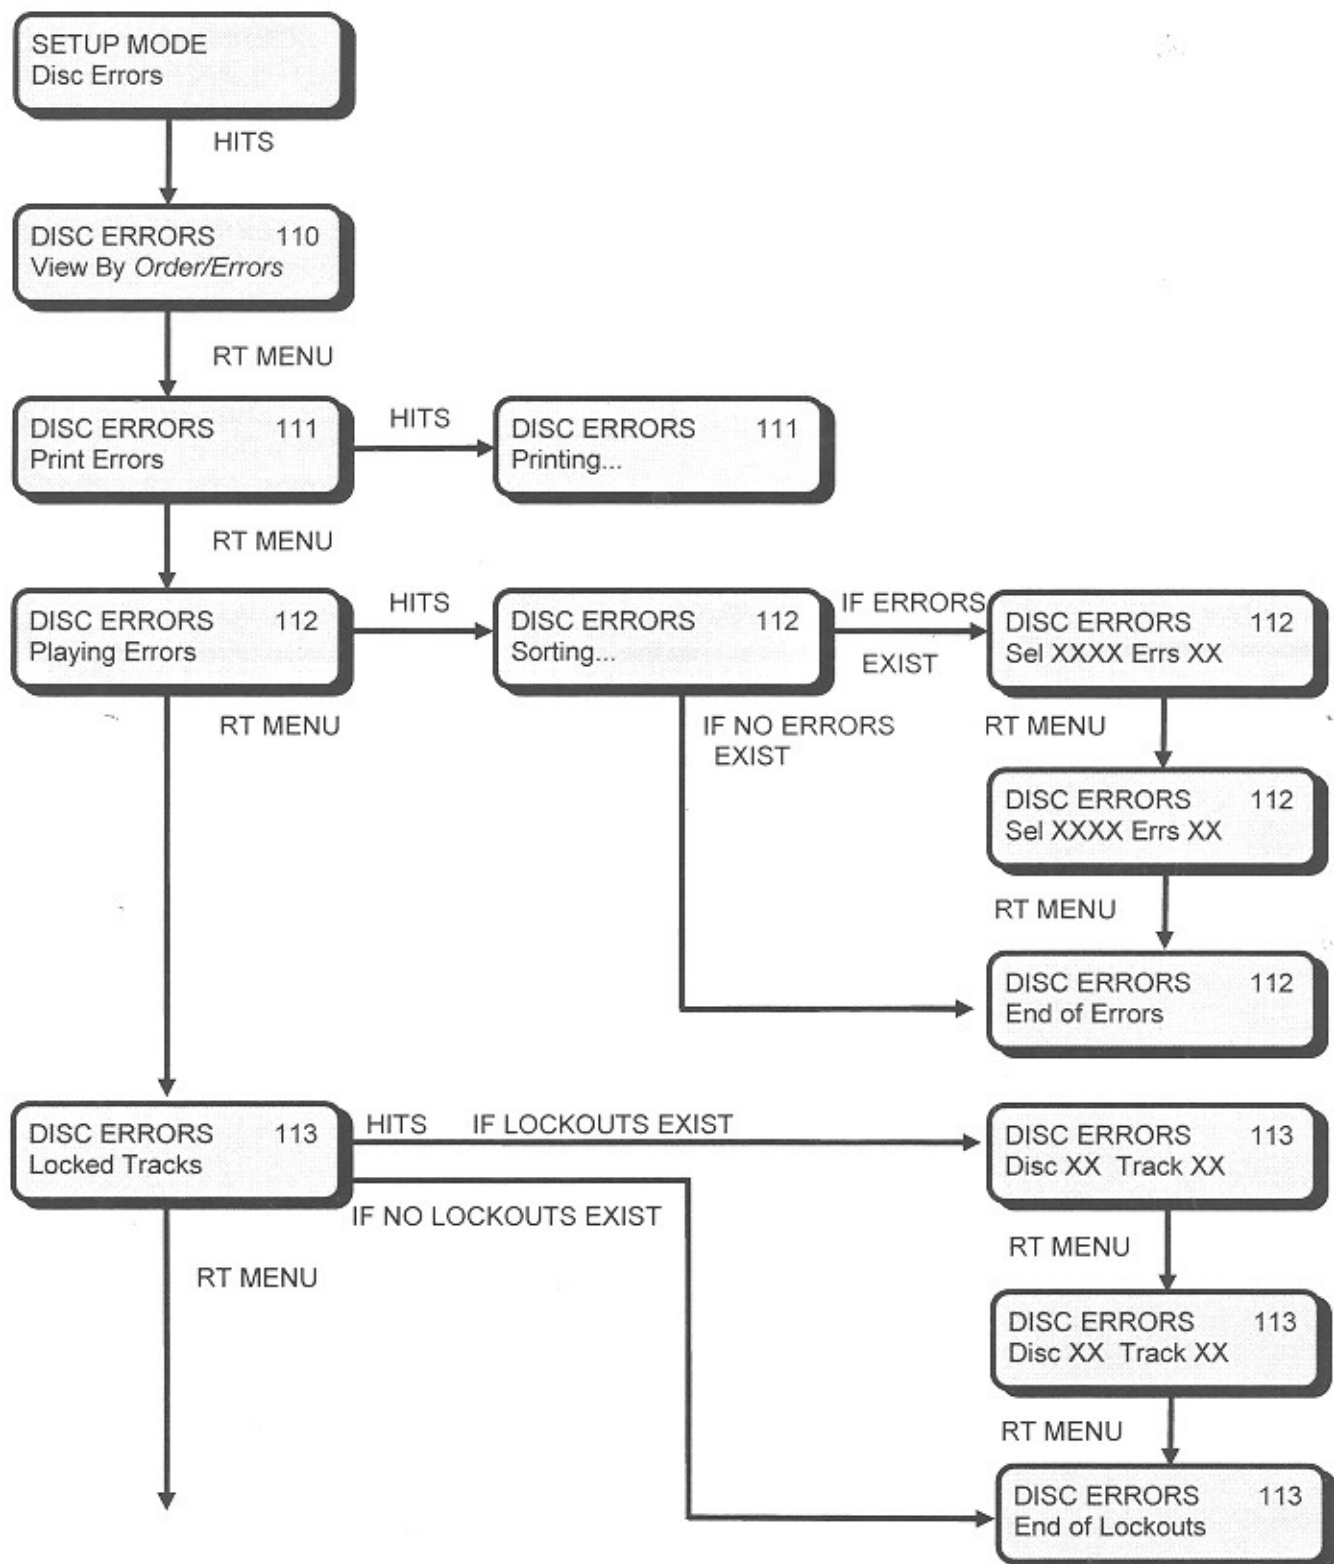 SETUP MODE
Disc Errors
HITS
DISC ERRORS 110
View By Order/Errors
RT MENU
DISC ERRORS 111
Print Errors
HITS
DISC ERRORS 111
Printing...
RT MENU
DISC ERRORS 112
Playing Errors
HITS
DISC ERRORS 112
Sorting...
IF ERRORS
EXIST
DISC ERRORS 112
Sel XXXX Errs XX
RT MENU
IF NO ERRORS
EXIST
RT MENU
DISC ERRORS 112
Sel XXXX Errs XX
RT MENU
DISC ERRORS 112
End of Errors
DISC ERRORS 113
Locked Tracks
HITS IF LOCKOUTS EXIST
DISC ERRORS 113
Disc XX Track XX
IF NO LOCKOUTS EXIST
RT MENU
RT MENU
DISC ERRORS 113
Disc XX Track XX
RT MENU
DISC ERRORS 113
End of Lockouts